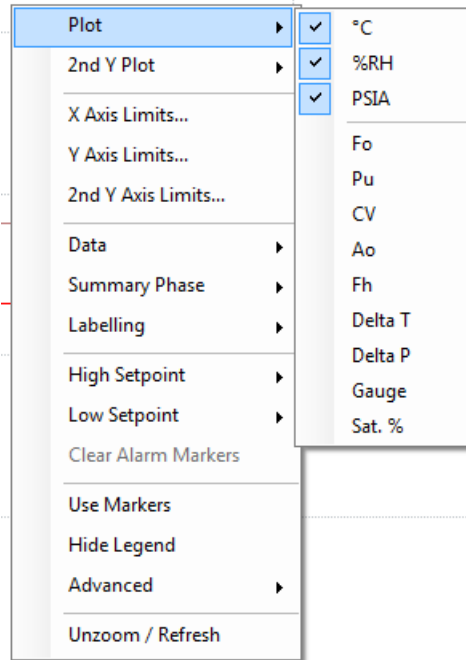 Plot
2nd Y Plot
X Axis Limits...
Y Axis Limits...
2nd Y Axis Limits...
Data
Summary Phase
Labelling
High Setpoint
Low Setpoint
Clear Alarm Markers
Use Markers
Hide Legend
Advanced
Unzoom / Refresh
°C
%RH
PSIA
Fo
Pu
CV
Ao
Fh
Delta T
Delta P
Gauge
Sat. %